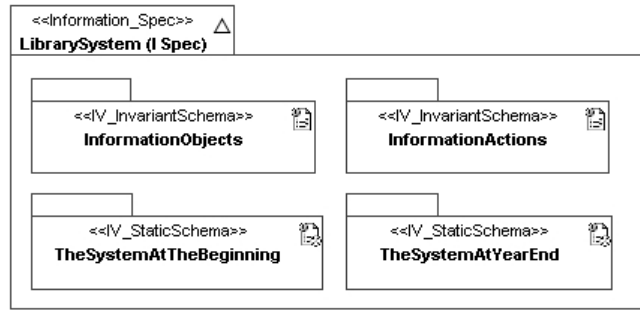 <<Information_Spec>>
LibrarySystem (I Spec)
<<IV_InvariantSchema>>
InformationObjects
<<IV_InvariantSchema>>
InformationActions
<<IV_StaticSchema>>
TheSystemAtTheBeginning
<<IV_StaticSchema>>
TheSystemAtYearEnd